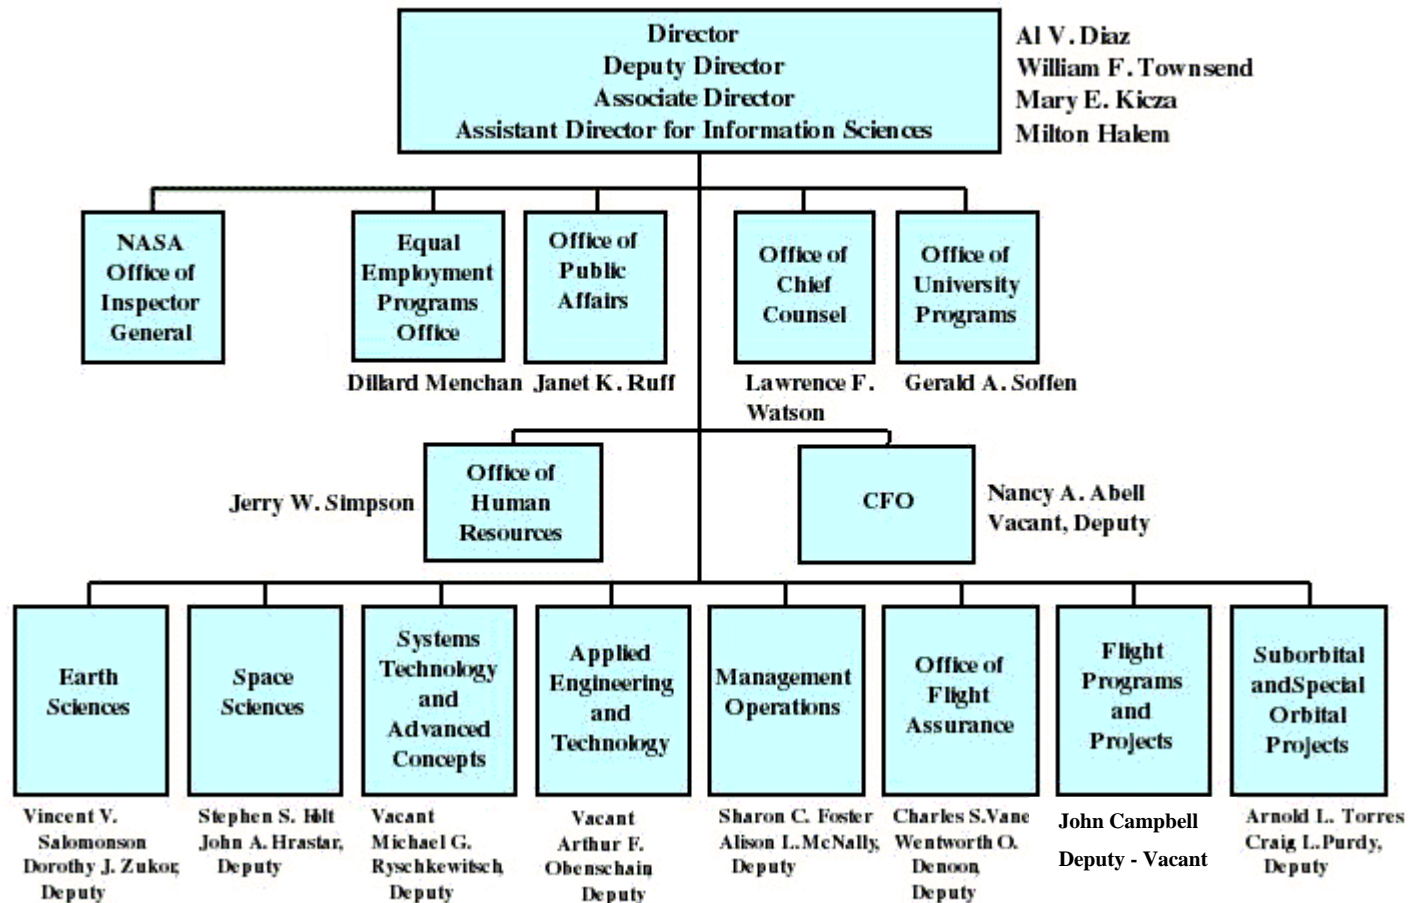 Director
Deputy Director
Associate Director
Assistant Director for Information Sciences
Al V. Diaz
William F. Townsend
Mary E. Kicza
Milton Halem
NASA
Office of
Inspector
General
Equal
Employment
Programs
Office
Office of
Public
Affairs
Office of
Chief
Counsel
Office of
University
Programs
Dillard Menchan
Janet K. Ruff
Lawrence F.
Watson
Gerald A. Soffen
Jerry W. Simpson
Office of
Human
Resources
CFO
Nancy A. Abell
Vacant, Deputy
Earth
Sciences
Space
Sciences
Systems
Technology
and
Advanced
Concepts
Applied
Engineering
and
Technology
Management
Operations
Office of
Flight
Assurance
Flight
Programs
and
Projects
Suborbital
andSpecial
Orbital
Projects
Vincent V.
Salomonson
Dorothy J. Zukor,
Deputy
Stephen S. Holt
John A. Hrastar,
Deputy
Vacant
Michael G.
Ryschkewitsch,
Deputy
Vacant
Arthur F.
Obenschain,
Deputy
Sharon C. Foster
Alison L. McNally,
Deputy
Charles S.Vane
Wentworth O.
Denoon,
Deputy
John Campbell
Deputy - Vacant
Arnold L. Torres
Craig L.Purdy,
Deputy